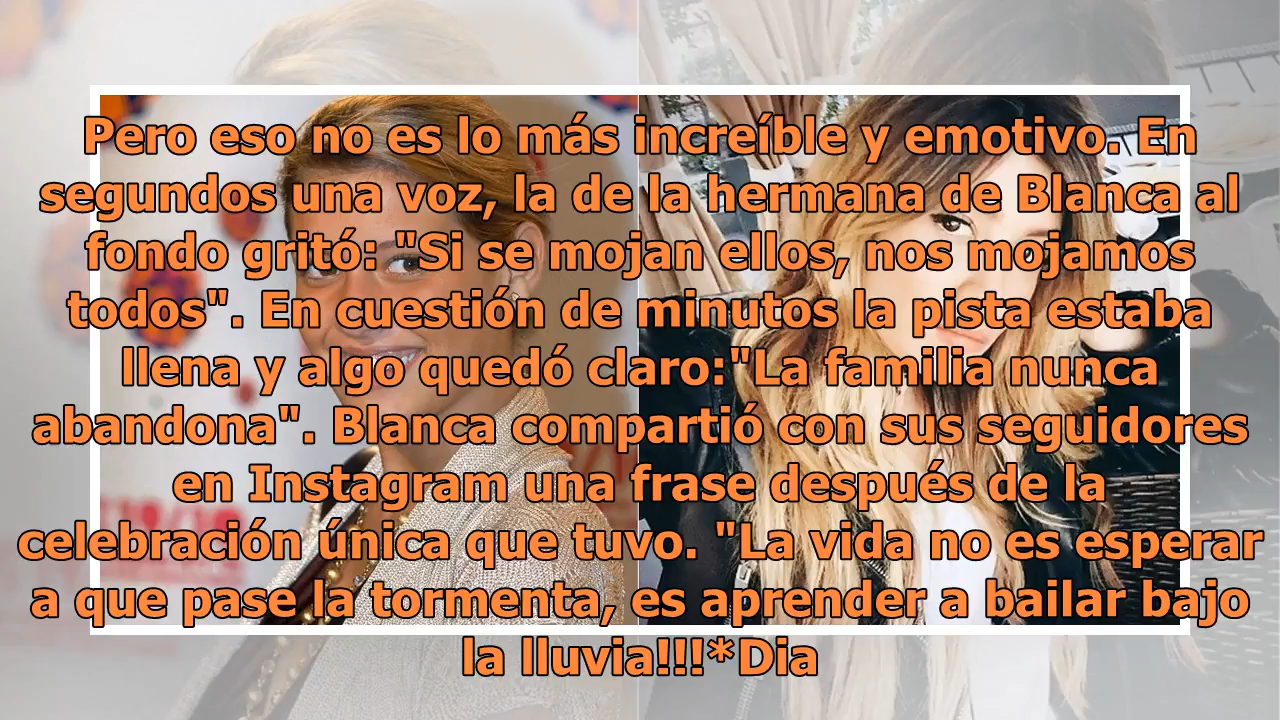 Pero eso no es lo más increíble y emotivo. En
segundos una voz, la de la hermana de Blanca al
fondo gritó: "Si se mojan ellos, nos mojamos
todos". En cuestión de minutos la pista estaba
llena y algo quedó claro:"La familia nunca
abandona". Blanca compartió con sus seguidores
en Instagram una frase después de la
celebración única que tuvo. "La vida no es esperar
a que pase la tormenta, es aprender a bailar bajo
la lluvia!!!*Dia